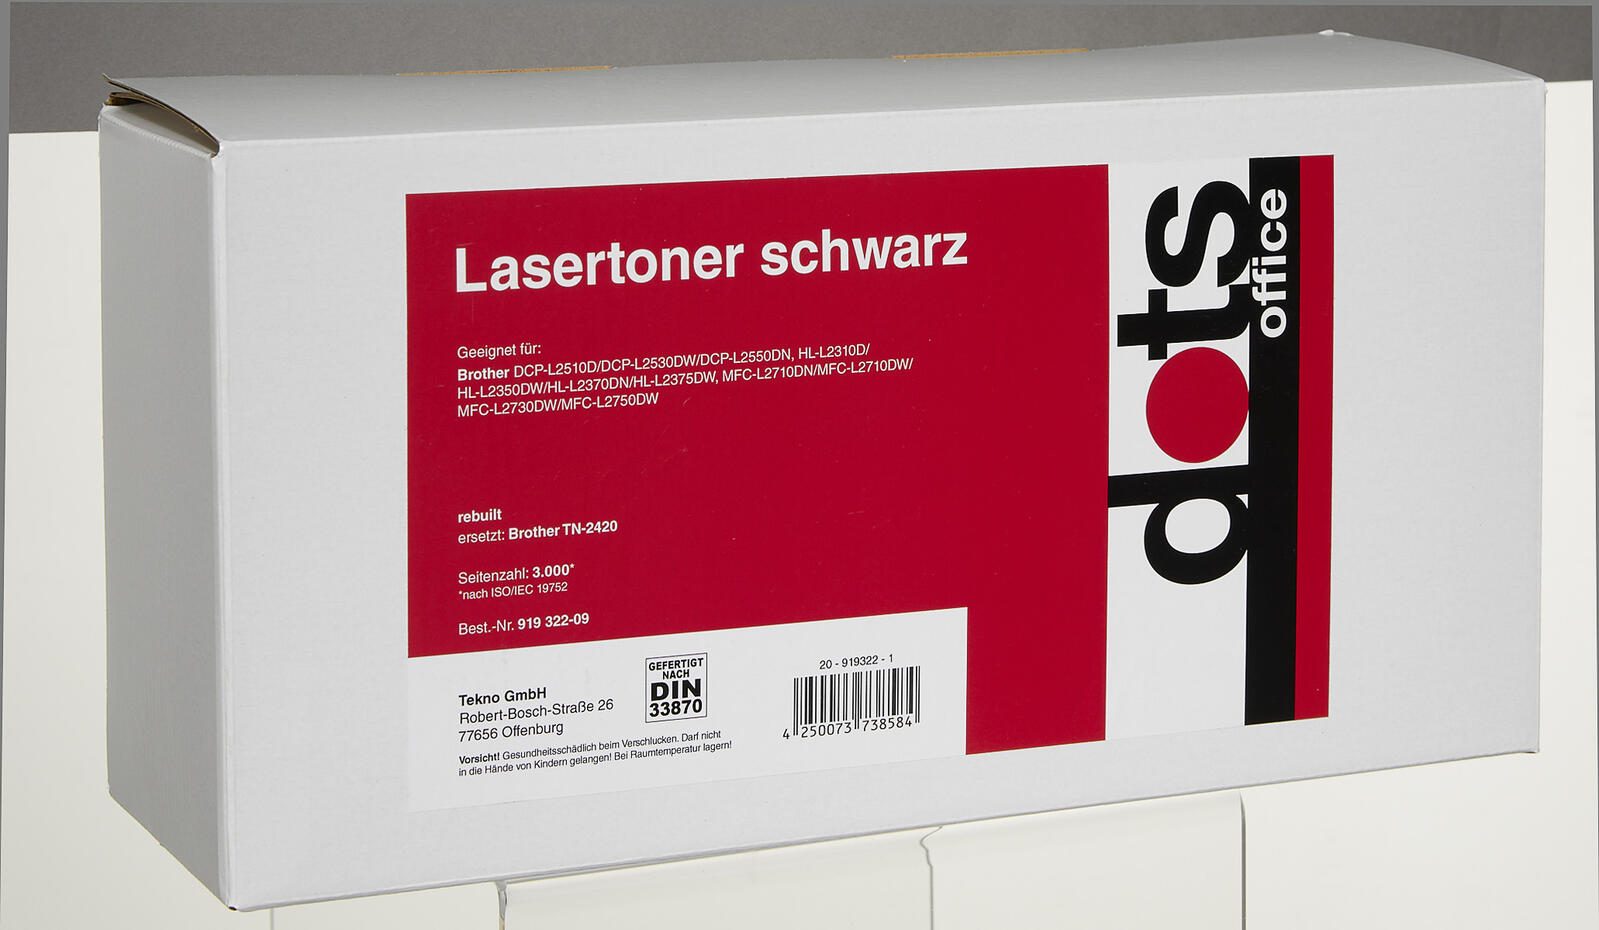 Lasertoner schwarz
Geeignet für:
Brother DCP-L2510D/DCP-L2530DW/DCP-L2550DN, HL-L2310D/
HL-L2350DW/HL-L2370DN/HL-L2375DW, MFC-L2710DN/MFC-L2710DW/
MFC-L2730DW/MFC-L2750DW
rebuilt
ersetzt: Brother TN-2420
Seitenzahl: 3.000*
*nach ISO/IEC 19752
Best.-Nr. 919 322-09
Tekno GmbH
Robert-Bosch-Straße 26
77656 Offenburg
Vorsicht! Gesundheitsschädlich beim Verschlucken. Darf nicht
in die Hände von Kindern gelangen! Bei Raumtemperatur lagern!
GEFERTIGT
NACH
DIN
33870
20 - 919322 - 1
4 250073 738584
dots
office